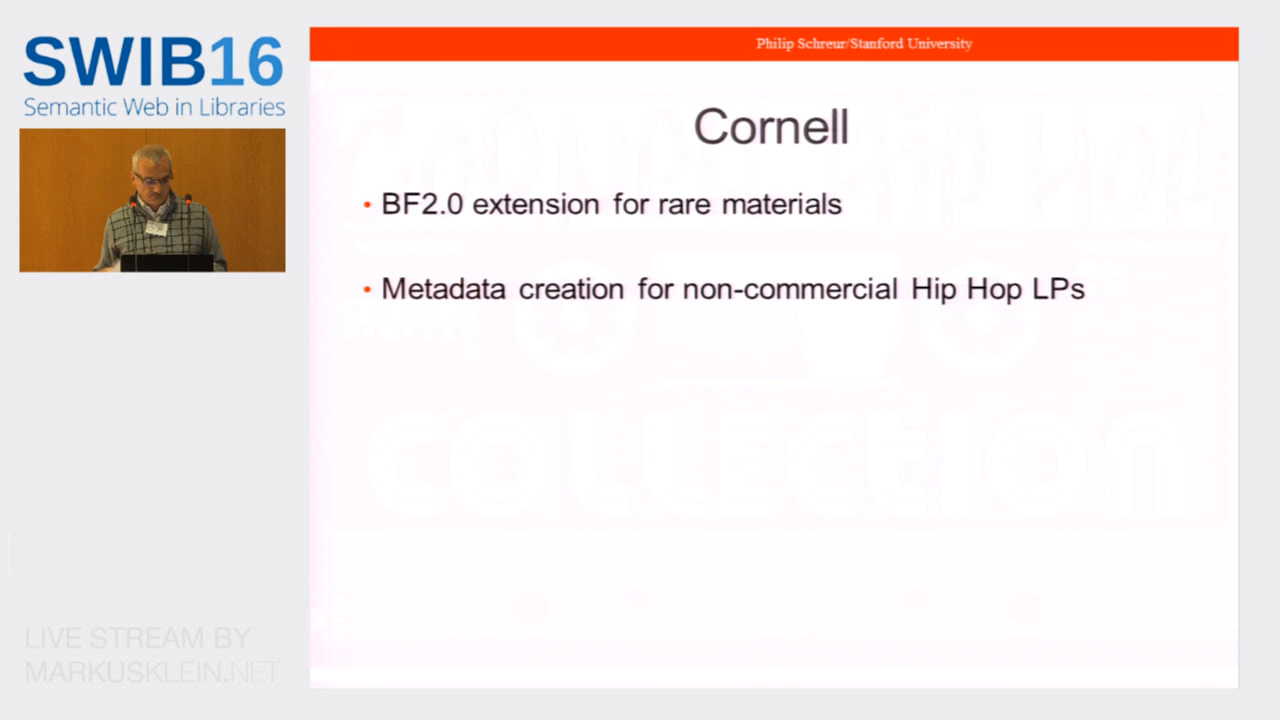 SWIB16
Semantic Web in Libraries
Philip Schreur/Stanford University
Cornell
• BF2.0 extension for rare materials
• Metadata creation for non-commercial Hip Hop LPs
COLLECTION
LIVE STREAM BY
MARKUSKLEIN.NET